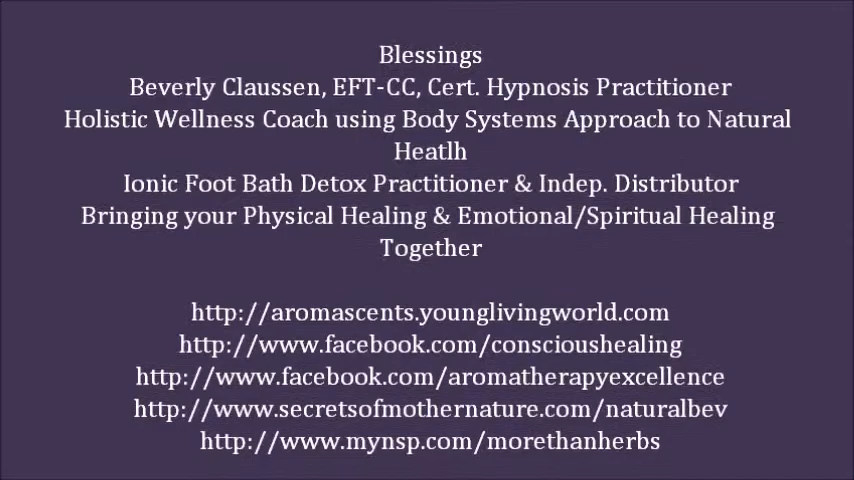 Blessings
Beverly Claussen, EFT-CC, Cert. Hypnosis Practitioner
Holistic Wellness Coach using Body Systems Approach to Natural
Heatlh
Ionic Foot Bath Detox Practitioner & Indep. Distributor
Bringing your Physical Healing & Emotional/Spiritual Healing
Together
http://aromascents.younglivingworld.com
http://www.facebook.com/conscioushealing
http://www.facebook.com/aromatherapyexcellence
http://www.secretsofmothernature.com/naturalbev
http://www.mynsp.com/morethanherbs